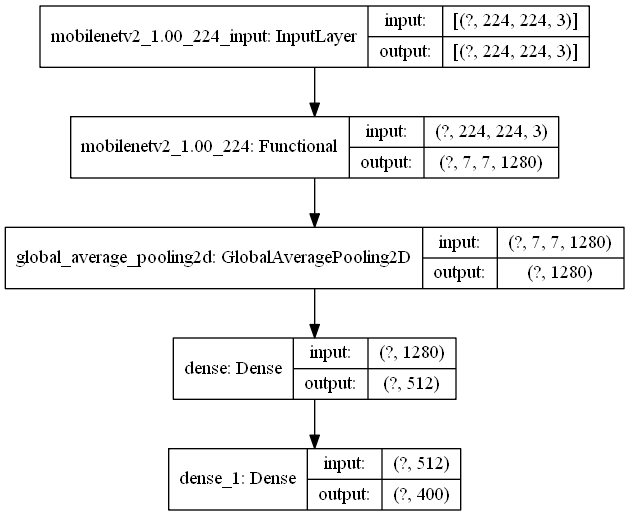 mobilenetv2_1.00_224_input: InputLayer
input: [(?, 224, 224, 3)]
output: [(?, 224, 224, 3)]
mobilenetv2_1.00_224: Functional
input: (?, 224, 224, 3)
output: (?, 7, 7, 1280)
global_average_pooling2d: GlobalAveragePooling2D
input: (?, 7, 7, 1280)
output: (?, 1280)
dense: Dense
input: (?, 1280)
output: (?, 512)
dense_1: Dense
input: (?, 512)
output: (?, 400)